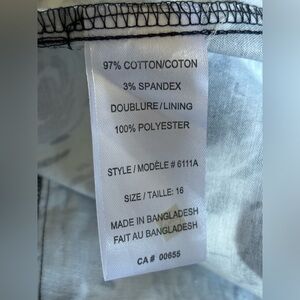 97% COTTON/COTON
3% SPANDEX
DOUBLURE/LINING
100% POLYESTER
STYLE/MODÈLE # 6111A
SIZE/TAILLE: 16
MADE IN BANGLADESH
FAIT AU BANGLADESH
CA # 00655